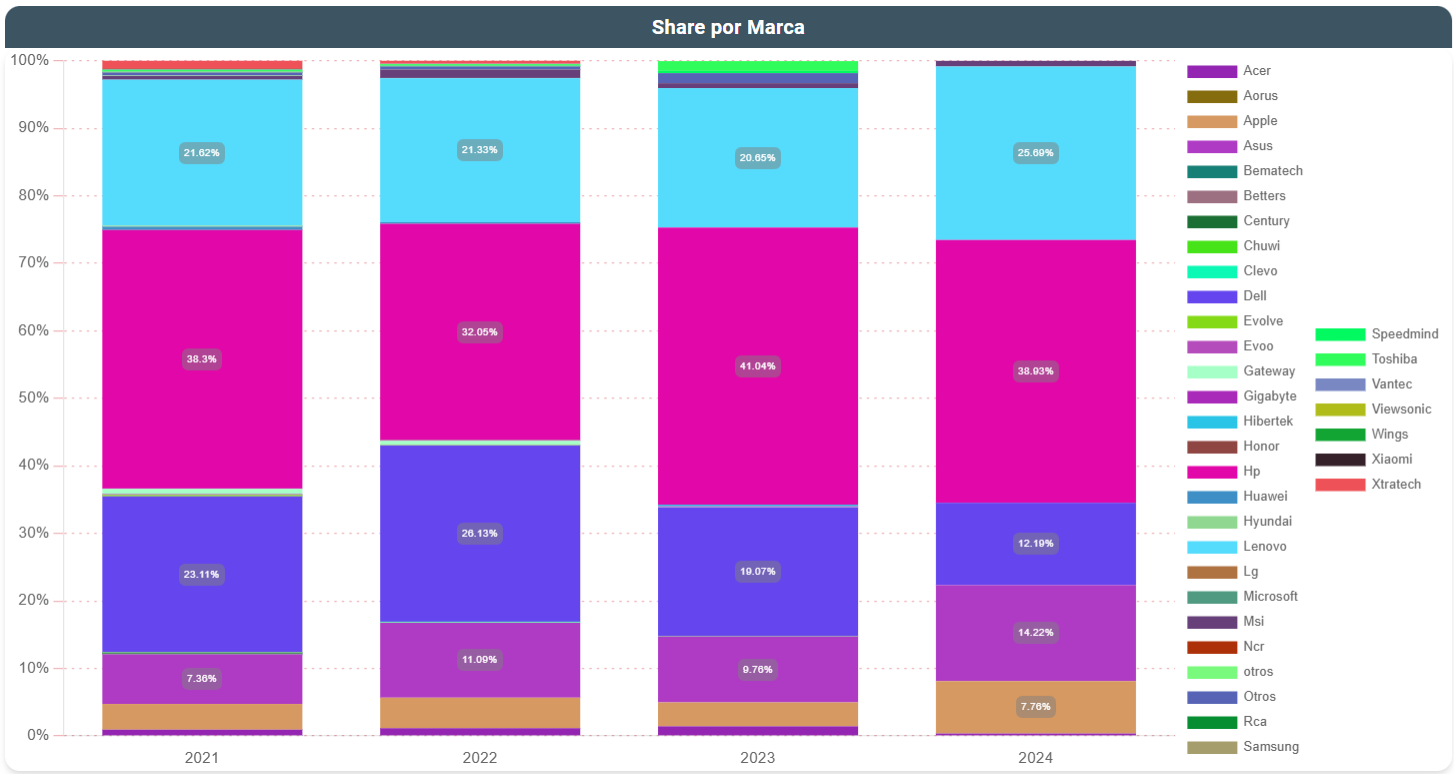 Share por Marca
100%
90%
80%
70%
60%
50%
40%
30%
20%
10%
0%
21.62%
38.3%
23.11%
7.36%
21.33%
32.05%
26.13%
11.09%
20.65%
41.04%
19.07%
9.76%
25.69%
38.93%
12.19%
14.22%
7.76%
2021
2022
2023
2024
Acer
Aorus
Apple
Asus
Bematech
Betters
Century
Chuwi
Clevo
Dell
Evolve
Evoo
Gateway
Gigabyte
Hibertek
Honor
Hp
Huawei
Hyundai
Lenovo
Lg
Microsoft
Msi
Ncr
otros
Otros
Rca
Samsung
Speedmind
Toshiba
Vantec
Viewsonic
Wings
Xiaomi
Xtratech